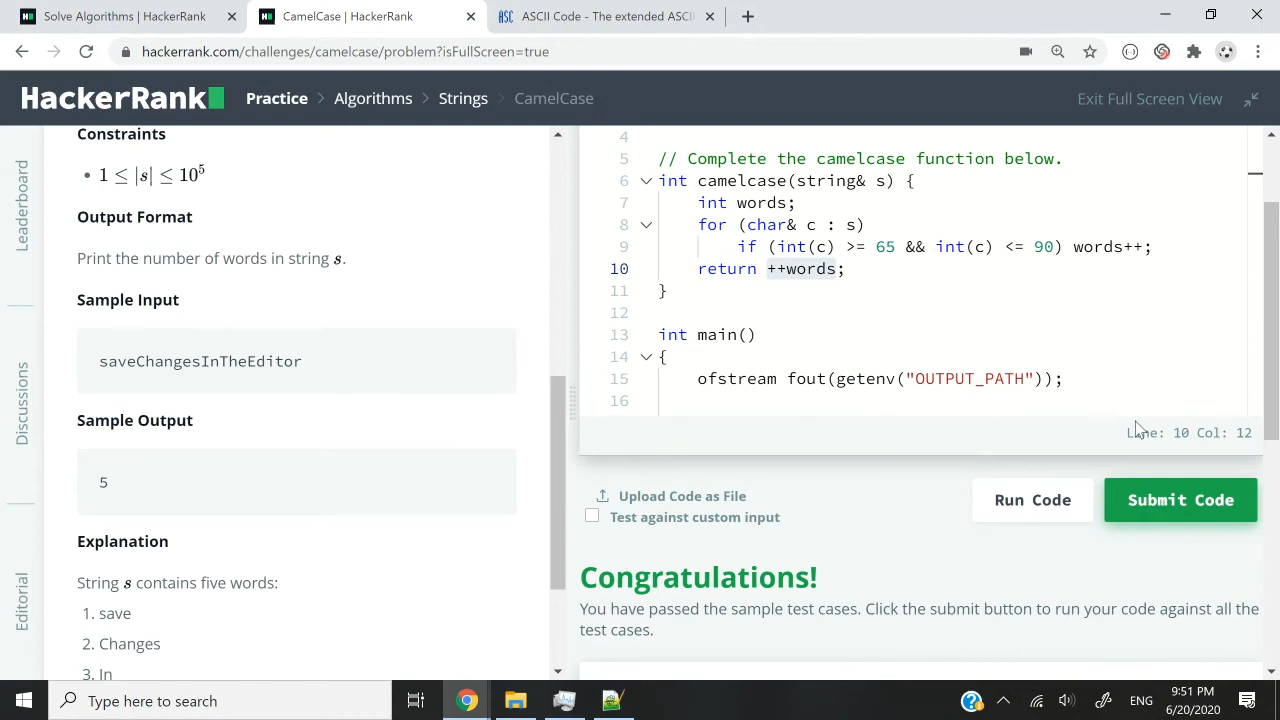 Solve Algorithms | HackerRank
CamelCase | HackerRank
ASC ASCII Code - The extended ASCII
hackerrank.com/challenges/camelcase/problem?isFullScreen=true
HackerRank
Practice > Algorithms > Strings > CamelCase
Exit Full Screen View
Leaderboard
Discussions
Editorial
Constraints
• 1 ≤ |s| ≤ 10⁵
Output Format
Print the number of words in string s.
Sample Input
saveChangesInTheEditor
Sample Output
5
Explanation
String s contains five words:
1. save
2. Changes
3. In
4
5 // Complete the camelcase function below.
6 int camelcase(string& s) {
7 int words;
8 for (char& c : s)
9 if (int(c) >= 65 && int(c) <= 90) words++;
10 return ++words;
11 }
12
13 int main()
14 {
15 ofstream fout(getenv("OUTPUT_PATH"));
16
Line: 10 Col: 12
Upload Code as File
Test against custom input
Run Code
Submit Code
Congratulations!
You have passed the sample test cases. Click the submit button to run your code against all the
test cases.
Type here to search
ENG
9:51 PM
6/20/2020